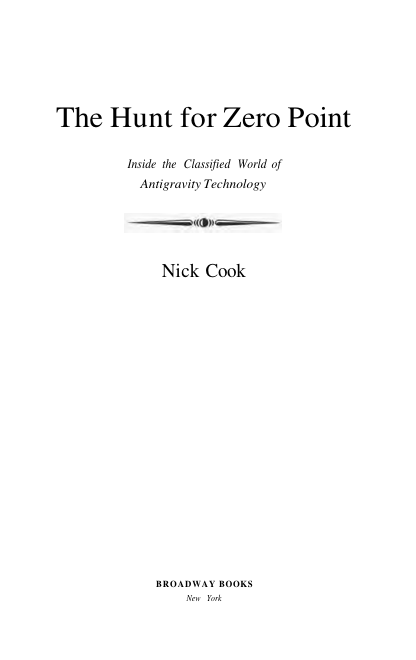 The Hunt for Zero Point
Inside the Classified World of
Antigravity Technology
Nick Cook
BROADWAY BOOKS
New York